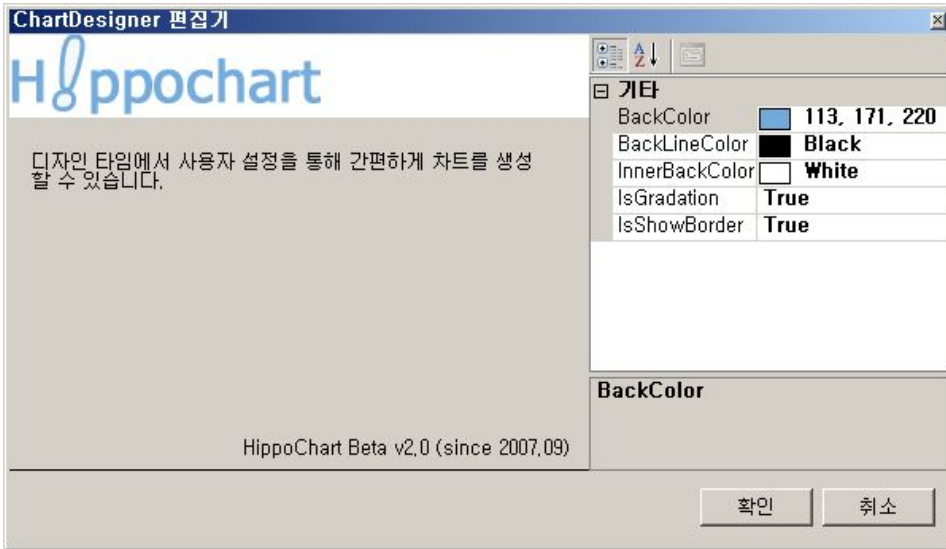 ChartDesigner 편집기
H!ppochart
디자인 타임에서 사용자 설정을 통해 간편하게 차트를 생성
할 수 있습니다.
HippoChart Beta v2,0 (since 2007,09)
기타
BackColor 113, 171, 220
BackLineColor Black
InnerBackColor White
IsGradation True
IsShowBorder True
BackColor
확인
취소